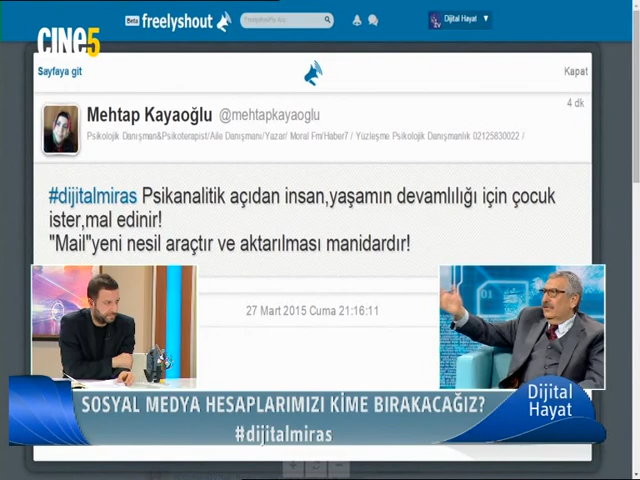 Beta freelyshout
Dijital Hayat
CINE5
Sayfaya git
Kapat
4 dk
Mehtap Kayaoğlu @mehtapkayaoglu
Psikolojik Danışman&Psikoterapist/Aile Danışmanı/Yazar/ Moral Fm/Haber7 / Yüzleşme Psikolojik Danışmanlık 02125830022 /
#dijitalmiras Psikanalitik açıdan insan,yaşamın devamlılığı için çocuk
ister,mal edinir!
"Mail"yeni nesil araçtır ve aktarılması manidardır!
27 Mart 2015 Cuma 21:16:11
01
SOSYAL MEDYA HESAPLARIMIZI KİME BIRAKACAĞIZ?
#dijitalmiras
Dijital
Hayat